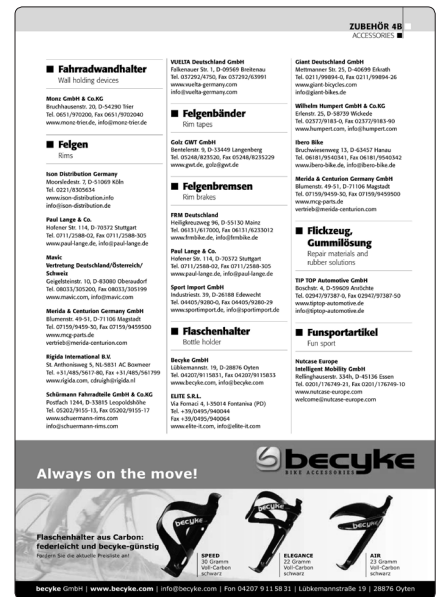 ZUBEHÖR 4B
ACCESSORIES
Fahrradwandhalter
Wall holding devices
Monz GmbH & Co.KG
Bruchhausenstr. 20, D-54290 Trier
Tel. 0651/970200, Fax 0651/9702040
www.monz-trier.de, info@monz-trier.de
Felgen
Rims
Ison Distribution Germany
Moorsledestr. 7, D-51069 Köln
Tel. 0221/8305634
www.ison-distribution.info
info@ison-distribution.de
Paul Lange & Co.
Hofener Str. 114, D-70372 Stuttgart
Tel. 0711/2588-02, Fax 0711/2588-305
www.paul-lange.de, info@paul-lange.de
Mavic
Vertretung Deutschland/Österreich/
Schweiz
Geigelsteinstr. 10, D-83080 Oberaudorf
Tel. 08033/305200, Fax 08033/305199
www.mavic.com, info@mavic.com
Merida & Centurion Germany GmbH
Blumenstr. 49-51, D-71106 Magstadt
Tel. 07159/9459-30, Fax 07159/9459500
www.mcg-parts.de
vertrieb@merida-centurion.com
Rigida International B.V.
St. Anthonisweg 5, NL-5831 AC Boxmeer
Tel. +31/485/5617-80, Fax +31/485/561799
www.rigida.com, cdruigh@rigida.nl
Schürmann Fahrradteile GmbH & Co.KG
Postfach 1244, D-33815 Leopoldshöhe
Tel. 05202/9155-13, Fax 05202/9155-17
www.schuermann-rims.com
info@schuermann-rims.com
VUELTA Deutschland GmbH
Falkenauer Str. 1, D-09569 Breitenau
Tel. 037292/4750, Fax 037292/63991
www.vuelta-germany.com
info@vuelta-germany.com
Felgenbänder
Rim tapes
Golz GWT GmbH
Bentelerstr. 9, D-33449 Langenberg
Tel. 05248/823520, Fax 05248/8235229
www.gwt.de, golz@gwt.de
Felgenbremsen
Rim brakes
FRM Deutschland
Heiligkreuzweg 96, D-55130 Mainz
Tel. 06131/617000, Fax 06131/6233012
www.frmbike.de, info@frmbike.de
Paul Lange & Co.
Hofener Str. 114, D-70372 Stuttgart
Tel. 0711/2588-02, Fax 0711/2588-305
www.paul-lange.de, info@paul-lange.de
Sport Import GmbH
Industriestr. 39, D-26188 Edewecht
Tel. 04405/9280-0, Fax 04405/9280-29
www.sportimport.de, info@sportimport.de
Flaschenhalter
Bottle holder
Becyke GmbH
Lübkemannstr. 19, D-28876 Oyten
Tel. 04207/9115831, Fax 04207/9115833
www.becyke.com, info@becyke.com
ELITE S.R.L.
Via Fornaci 4, I-35014 Fontaniva (PD)
Tel. +39/0495/940044
Fax +39/0495/940064
www.elite-it.com, info@elite-it.com
Giant Deutschland GmbH
Mettmanner Str. 25, D-40699 Erkrath
Tel. 0211/99894-0, Fax 0211/99894-26
www.giant-bicycles.com
info@giant-bikes.de
Wilhelm Humpert GmbH & Co.KG
Erlenstr. 25, D-58739 Wickede
Tel. 02377/9183-0, Fax 02377/9183-90
www.humpert.com, info@humpert.com
Ibero Bike
Bruchwiesenweg 13, D-63457 Hanau
Tel. 06181/9540341, Fax 06181/9540342
www.ibero-bike.de, info@ibero-bike.de
Merida & Centurion Germany GmbH
Blumenstr. 49-51, D-71106 Magstadt
Tel. 07159/9459-30, Fax 07159/9459500
www.mcg-parts.de
vertrieb@merida-centurion.com
Flickzeug,
Gummilösung
Repair materials and
rubber solutions
TIP TOP Automotive GmbH
Boschstr. 4, D-59609 Anröchte
Tel. 02947/97387-0, Fax 02947/97387-50
www.tiptop-automotive.de
info@tiptop-automotive.de
Funsportartikel
Fun sport
Nutcase Europe
Intelligent Mobility GmbH
Rellinghauserstr. 334h, D-45136 Essen
Tel. 0201/176749-21, Fax 0201/176749-10
www.nutcase-europe.com
welcome@nutcase-europe.com
Always on the move!
becyke
BIKE ACCESSORIES
Flaschenhalter aus Carbon:
federleicht und becyke-günstig
Fordern Sie die aktuelle Preisliste an!
SPEED
30 Gramm
Voll-Carbon
schwarz
ELEGANCE
22 Gramm
Voll-Carbon
schwarz
AIR
23 Gramm
Voll-Carbon
schwarz
becyke GmbH | www.becyke.com | info@becyke.com | Fon 04207 9 11 58 31 | Lübkemannstraße 19 | 28876 Oyten